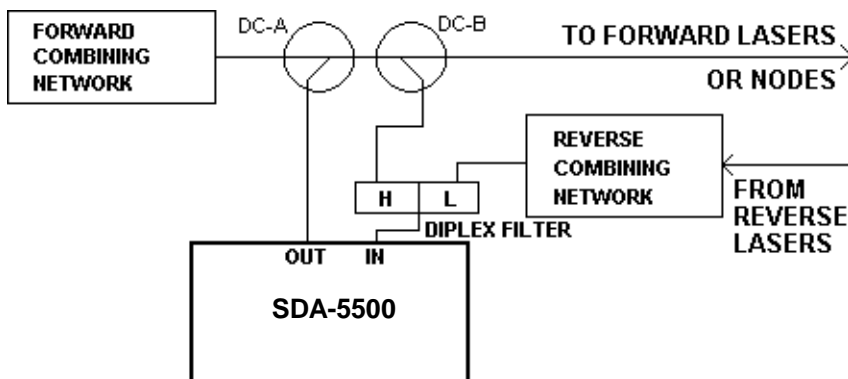 FORWARD
COMBINING
NETWORK
DC-A
DC-B
TO FORWARD LASERS
OR NODES
REVERSE
COMBINING
NETWORK
FROM
REVERSE
LASERS
H
L
DIPLEX FILTER
OUT
IN
SDA-5500